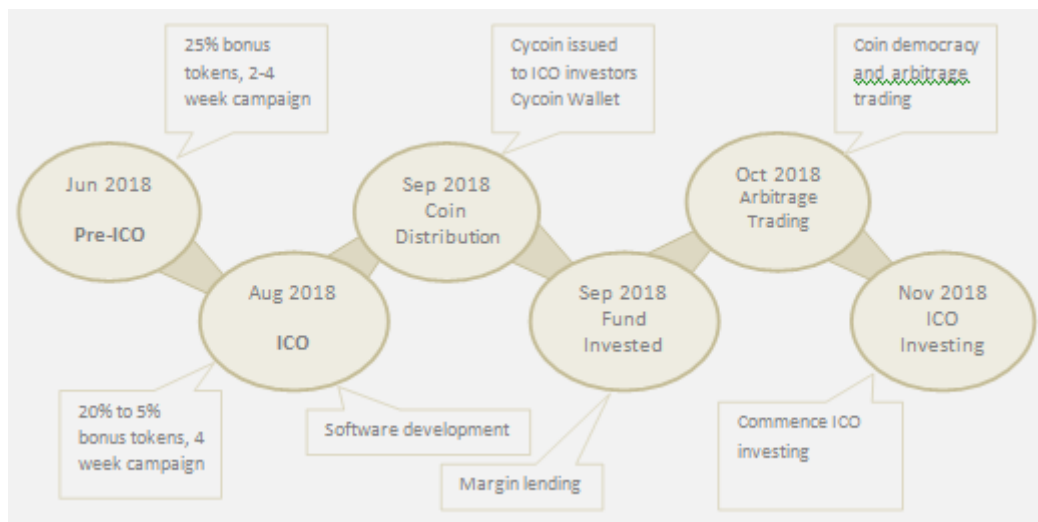 25% bonus
tokens, 2-4
week campaign
Cycoin issued
to ICO investors
Cycoin Wallet
Coin democracy
and arbitrage
trading
Jun 2018
Pre-ICO
Sep 2018
Coin
Distribution
Oct 2018
Arbitrage
Trading
Aug 2018
ICO
Sep 2018
Fund
Invested
Nov 2018
ICO
Investing
20% to 5%
bonus tokens, 4
week campaign
Software development
Margin lending
Commence ICO
investing